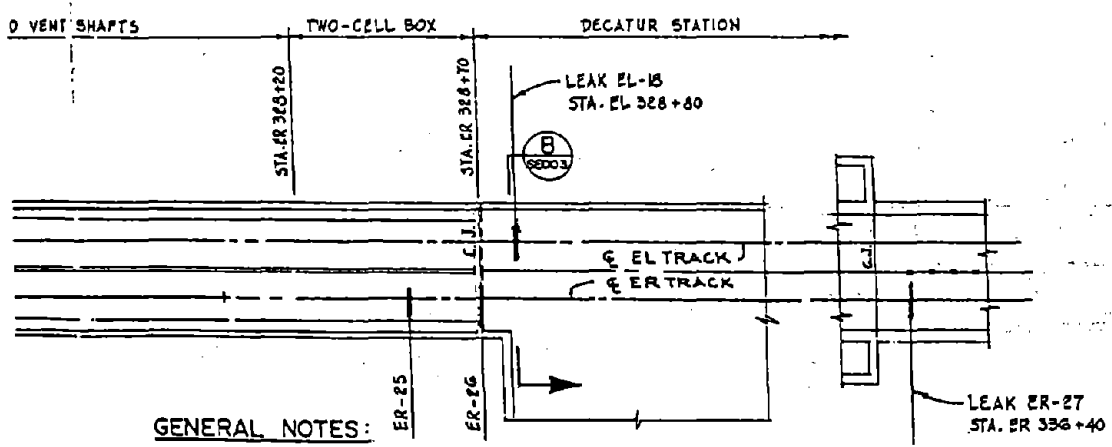 D VENT SHAFTS
TWO-CELL BOX
DECATUR STATION
STA. ER 328+20
STA. ER 328+70
LEAK EL-18
STA. EL 328+80
B
SECO03
C.J.
℄ EL TRACK
℄ ER TRACK
C.J.
ER-25
ER-26
LEAK ER-27
STA. ER 336+40
GENERAL NOTES: